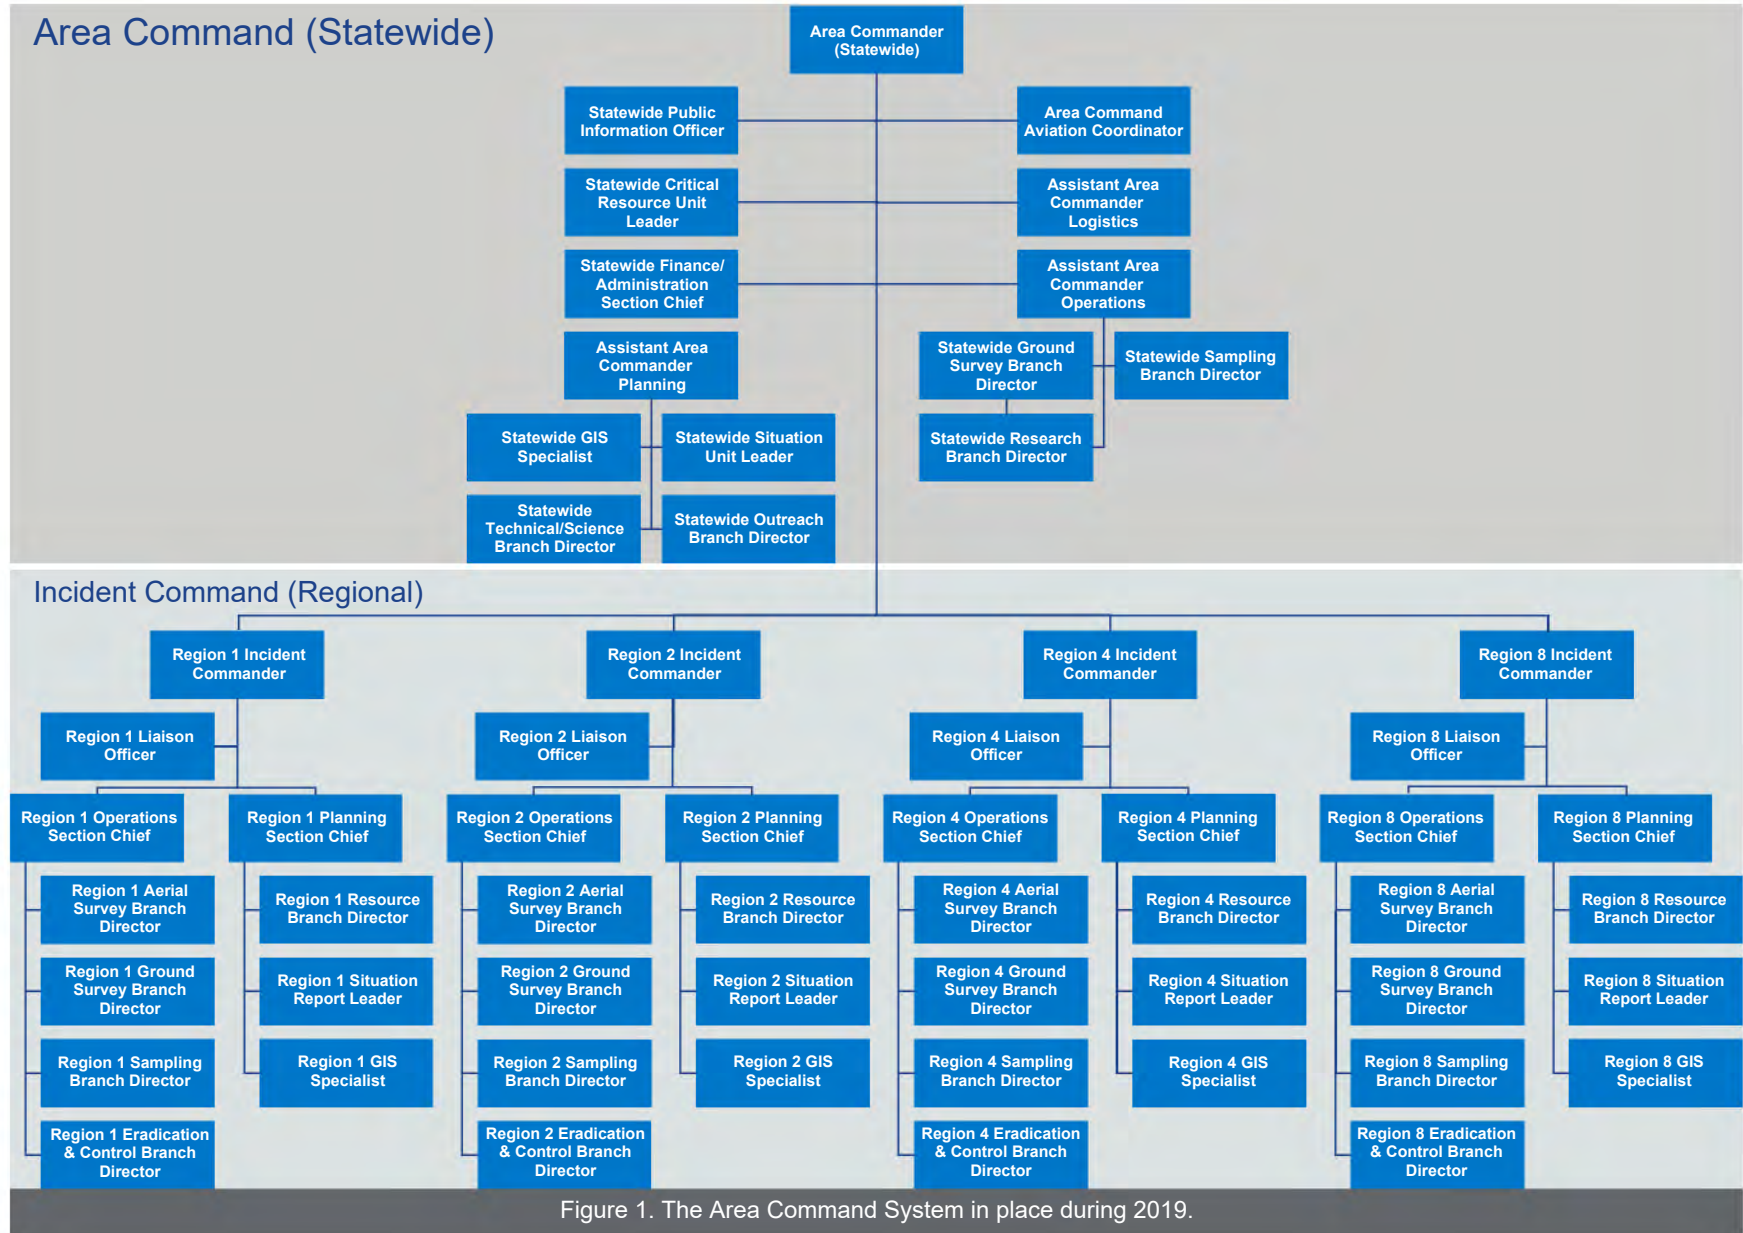 Area Command (Statewide)
Area Commander
(Statewide)
Statewide Public
Information Officer
Area Command
Aviation Coordinator
Statewide Critical
Resource Unit
Leader
Assistant Area
Commander
Logistics
Statewide Finance/
Administration
Section Chief
Assistant Area
Commander
Operations
Assistant Area
Commander
Planning
Statewide Ground
Survey Branch
Director
Statewide Sampling
Branch Director
Statewide GIS
Specialist
Statewide Situation
Unit Leader
Statewide Research
Branch Director
Statewide
Technical/Science
Branch Director
Statewide Outreach
Branch Director
Incident Command (Regional)
Region 1 Incident
Commander
Region 2 Incident
Commander
Region 4 Incident
Commander
Region 8 Incident
Commander
Region 1 Liaison
Officer
Region 2 Liaison
Officer
Region 4 Liaison
Officer
Region 8 Liaison
Officer
Region 1 Operations
Section Chief
Region 1 Planning
Section Chief
Region 2 Operations
Section Chief
Region 2 Planning
Section Chief
Region 4 Operations
Section Chief
Region 4 Planning
Section Chief
Region 8 Operations
Section Chief
Region 8 Planning
Section Chief
Region 1 Aerial
Survey Branch
Director
Region 1 Resource
Branch Director
Region 2 Aerial
Survey Branch
Director
Region 2 Resource
Branch Director
Region 4 Aerial
Survey Branch
Director
Region 4 Resource
Branch Director
Region 8 Aerial
Survey Branch
Director
Region 8 Resource
Branch Director
Region 1 Ground
Survey Branch
Director
Region 1 Situation
Report Leader
Region 2 Ground
Survey Branch
Director
Region 2 Situation
Report Leader
Region 4 Ground
Survey Branch
Director
Region 4 Situation
Report Leader
Region 8 Ground
Survey Branch
Director
Region 8 Situation
Report Leader
Region 1 Sampling
Branch Director
Region 1 GIS
Specialist
Region 2 Sampling
Branch Director
Region 2 GIS
Specialist
Region 4 Sampling
Branch Director
Region 4 GIS
Specialist
Region 8 Sampling
Branch Director
Region 8 GIS
Specialist
Region 1 Eradication
& Control Branch
Director
Region 2 Eradication
& Control Branch
Director
Region 4 Eradication
& Control Branch
Director
Region 8 Eradication
& Control Branch
Director
Figure 1. The Area Command System in place during 2019.